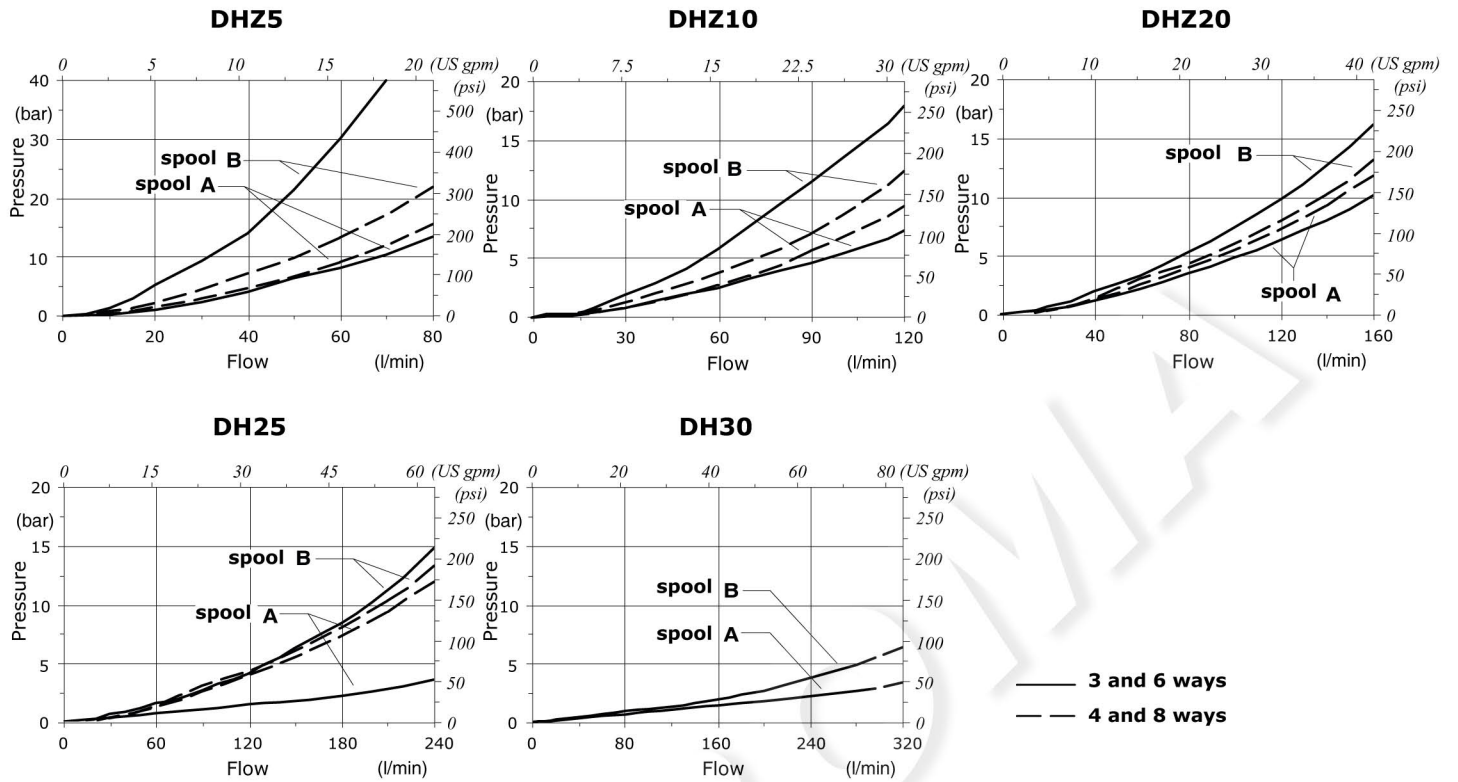 DHZ5
0 5 10 15 20 (US gpm)
(psi)
40
(bar)
30
20
10
0
Pressure
500
400
300
200
100
0
spool B
spool A
0 20 40 60 80
Flow (l/min)
DHZ10
0 7.5 15 22.5 30 (US gpm)
(psi)
20
(bar)
15
10
5
0
Pressure
250
200
150
100
50
0
spool B
spool A
0 30 60 90 120
Flow (l/min)
DHZ20
0 10 20 30 40 (US gpm)
(psi)
20
(bar)
15
10
5
0
Pressure
250
200
150
100
50
0
spool B
spool A
0 40 80 120 160
Flow (l/min)
DH25
0 15 30 45 60 (US gpm)
(psi)
20
(bar)
15
10
5
0
Pressure
250
200
150
100
50
0
spool B
spool A
0 60 120 180 240
Flow (l/min)
DH30
0 20 40 60 80 (US gpm)
(psi)
20
(bar)
15
10
5
0
Pressure
250
200
150
100
50
0
spool B
spool A
0 80 160 240 320
Flow (l/min)
3 and 6 ways
4 and 8 ways
OMA